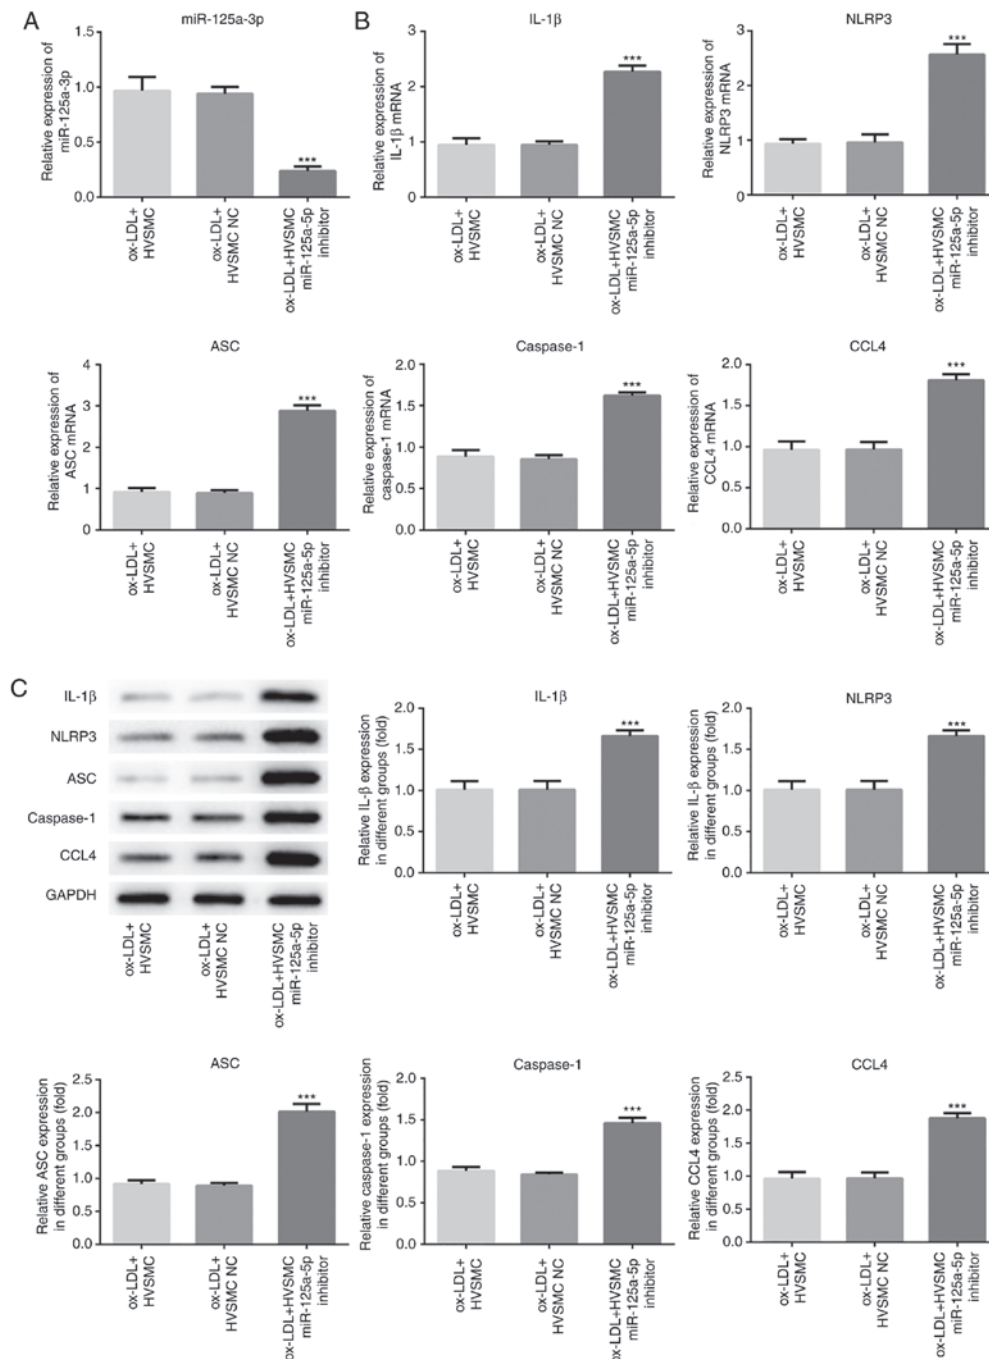 A
miR-125a-3p
Relative expression of
miR-125a-3p
1.5
1.0
0.5
0.0
***
ox-LDL+
HVSMC
ox-LDL+
HVSMC NC
ox-LDL+HVSMC
miR-125a-5p
inhibitor
B
IL-1β
Relative expression of
IL-1β mRNA
3
2
1
0
***
ox-LDL+
HVSMC
ox-LDL+
HVSMC NC
ox-LDL+HVSMC
miR-125a-5p
inhibitor
NLRP3
Relative expression of
NLRP3 mRNA
3
2
1
0
***
ox-LDL+
HVSMC
ox-LDL+
HVSMC NC
ox-LDL+HVSMC
miR-125a-5p
inhibitor
ASC
Relative expression of
ASC mRNA
4
3
2
1
0
***
ox-LDL+
HVSMC
ox-LDL+
HVSMC NC
ox-LDL+HVSMC
miR-125a-5p
inhibitor
Caspase-1
Relative expression of
caspase-1 mRNA
2.0
1.5
1.0
0.5
0.0
***
ox-LDL+
HVSMC
ox-LDL+
HVSMC NC
ox-LDL+HVSMC
miR-125a-5p
inhibitor
CCL4
Relative expression of
CCL4 mRNA
2.0
1.5
1.0
0.5
0.0
***
ox-LDL+
HVSMC
ox-LDL+
HVSMC NC
ox-LDL+HVSMC
miR-125a-5p
inhibitor
C
IL-1β
NLRP3
ASC
Caspase-1
CCL4
GAPDH
ox-LDL+
HVSMC
ox-LDL+
HVSMC NC
ox-LDL+HVSMC
miR-125a-5p
inhibitor
IL-1β
Relative IL-β expression
in different groups (fold)
2.0
1.5
1.0
0.5
0.0
***
ox-LDL+
HVSMC
ox-LDL+
HVSMC NC
ox-LDL+HVSMC
miR-125a-5p
inhibitor
NLRP3
Relative IL-β expression
in different groups (fold)
2.0
1.5
1.0
0.5
0.0
***
ox-LDL+
HVSMC
ox-LDL+
HVSMC NC
ox-LDL+HVSMC
miR-125a-5p
inhibitor
ASC
Relative ASC expression
in different groups (fold)
2.5
2.0
1.5
1.0
0.5
0.0
***
ox-LDL+
HVSMC
ox-LDL+
HVSMC NC
ox-LDL+HVSMC
miR-125a-5p
inhibitor
Caspase-1
Relative caspase-1 expression
in different groups (fold)
2.0
1.5
1.0
0.5
0.0
***
ox-LDL+
HVSMC
ox-LDL+
HVSMC NC
ox-LDL+HVSMC
miR-125a-5p
inhibitor
CCL4
Relative CCL4 expression
in different groups (fold)
2.5
2.0
1.5
1.0
0.5
0.0
***
ox-LDL+
HVSMC
ox-LDL+
HVSMC NC
ox-LDL+HVSMC
miR-125a-5p
inhibitor